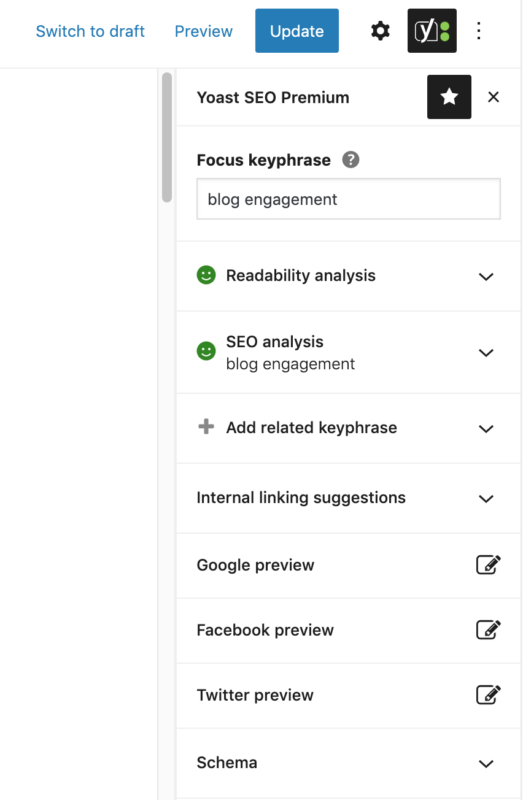 Switch to draft Preview Update y
Yoast SEO Premium
Focus keyphrase ?
blog engagement
Readability analysis
SEO analysis
blog engagement
Add related keyphrase
Internal linking suggestions
Google preview
Facebook preview
Twitter preview
Schema